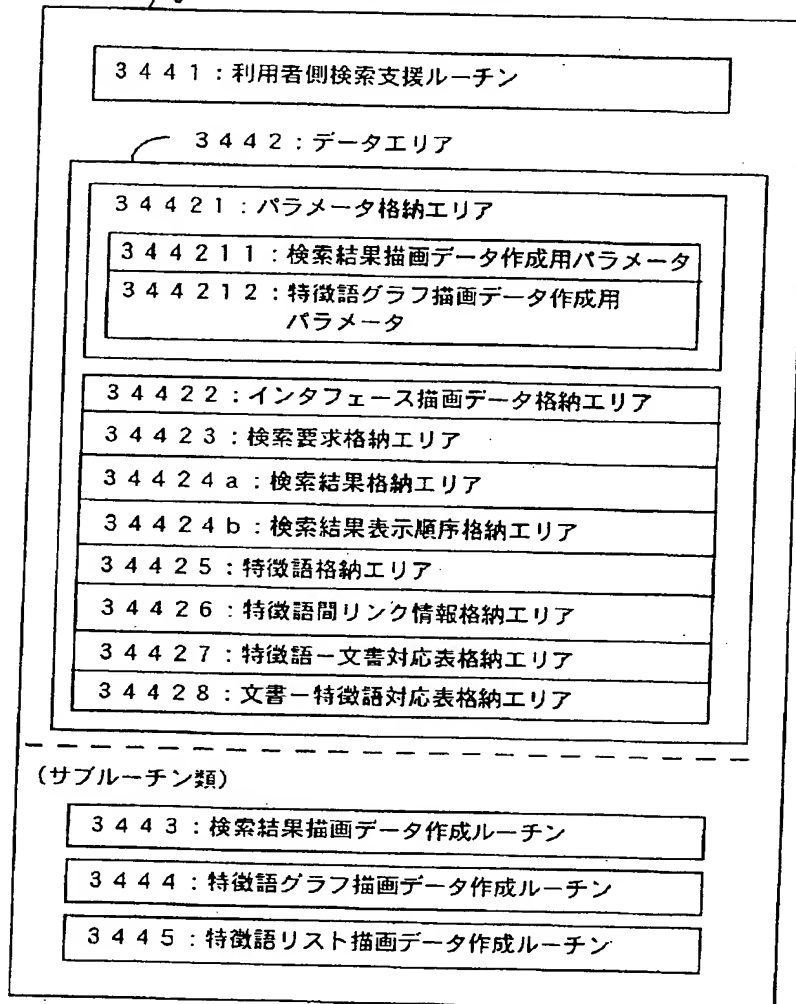 3441：利用者側検索支援ルーチン
3442：データエリア
34421：パラメータ格納エリア
344211：検索結果描画データ作成用パラメータ
344212：特徴語グラフ描画データ作成用
パラメータ
34422：インタフェース描画データ格納エリア
34423：検索要求格納エリア
34424a：検索結果格納エリア
34424b：検索結果表示順序格納エリア
34425：特徴語格納エリア
34426：特徴語間リンク情報格納エリア
34427：特徴語ー文書対応表格納エリア
34428：文書ー特徴語対応表格納エリア
(サブルーチン類)
3443：検索結果描画データ作成ルーチン
3444：特徴語グラフ描画データ作成ルーチン
3445：特徴語リスト描画データ作成ルーチン